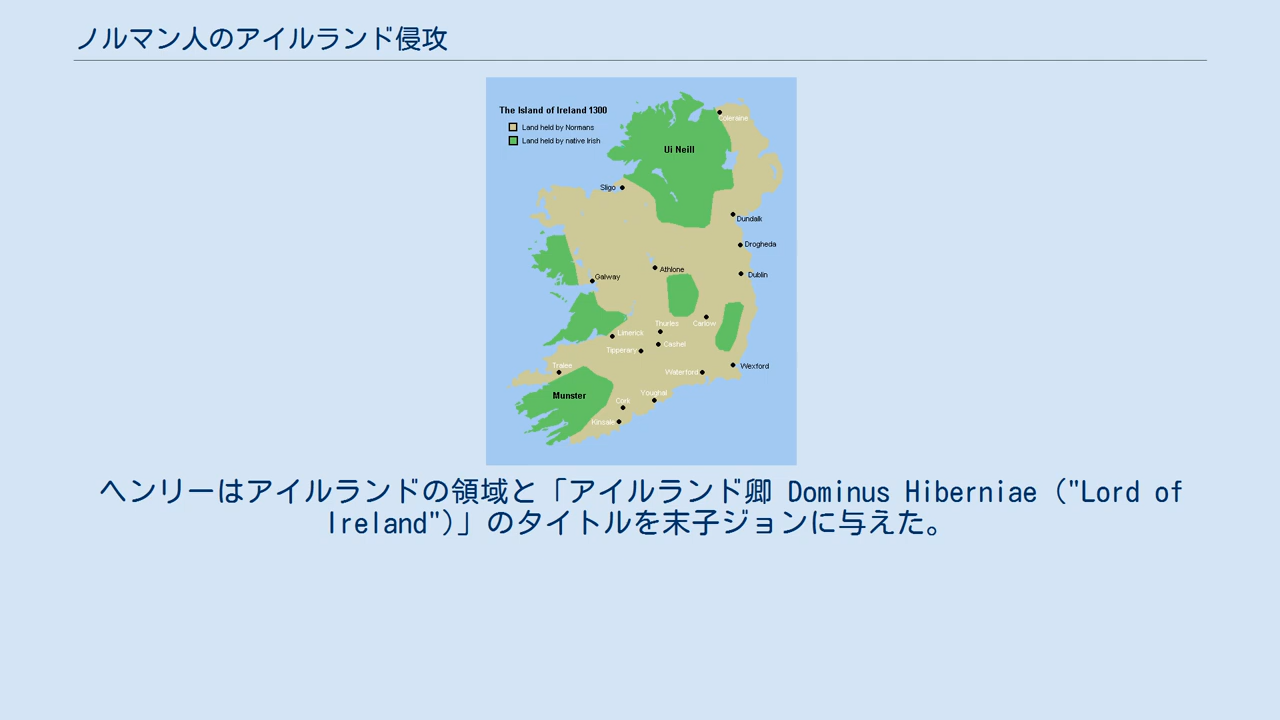 ノルマン人のアイルランド侵攻
The Island of Ireland 1300
Land held by Normans
Land held by native Irish
Coleraine
Ui Neill
Sligo
Dundalk
Drogheda
Athlone
Dublin
Galway
Thurles
Carlow
Limerick
Cashel
Tipperary
Tralee
Waterford
Wexford
Munster
Youghal
Cork
Kinsale
ヘンリーはアイルランドの領域と「アイルランド卿 Dominus Hiberniae ("Lord of
Ireland")」のタイトルを末子ジョンに与えた。